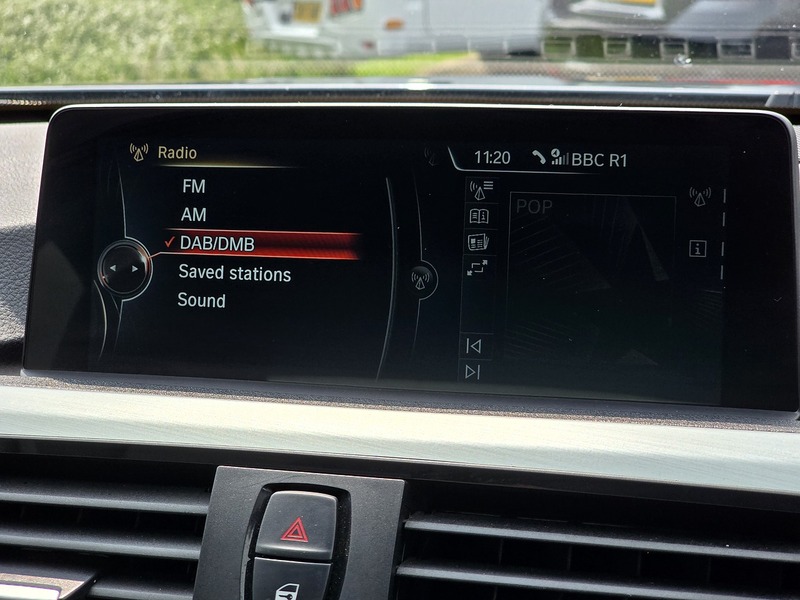 Radio
11:20 BBC R1
FM
AM
DAB/DMB
Saved stations
Sound
POP